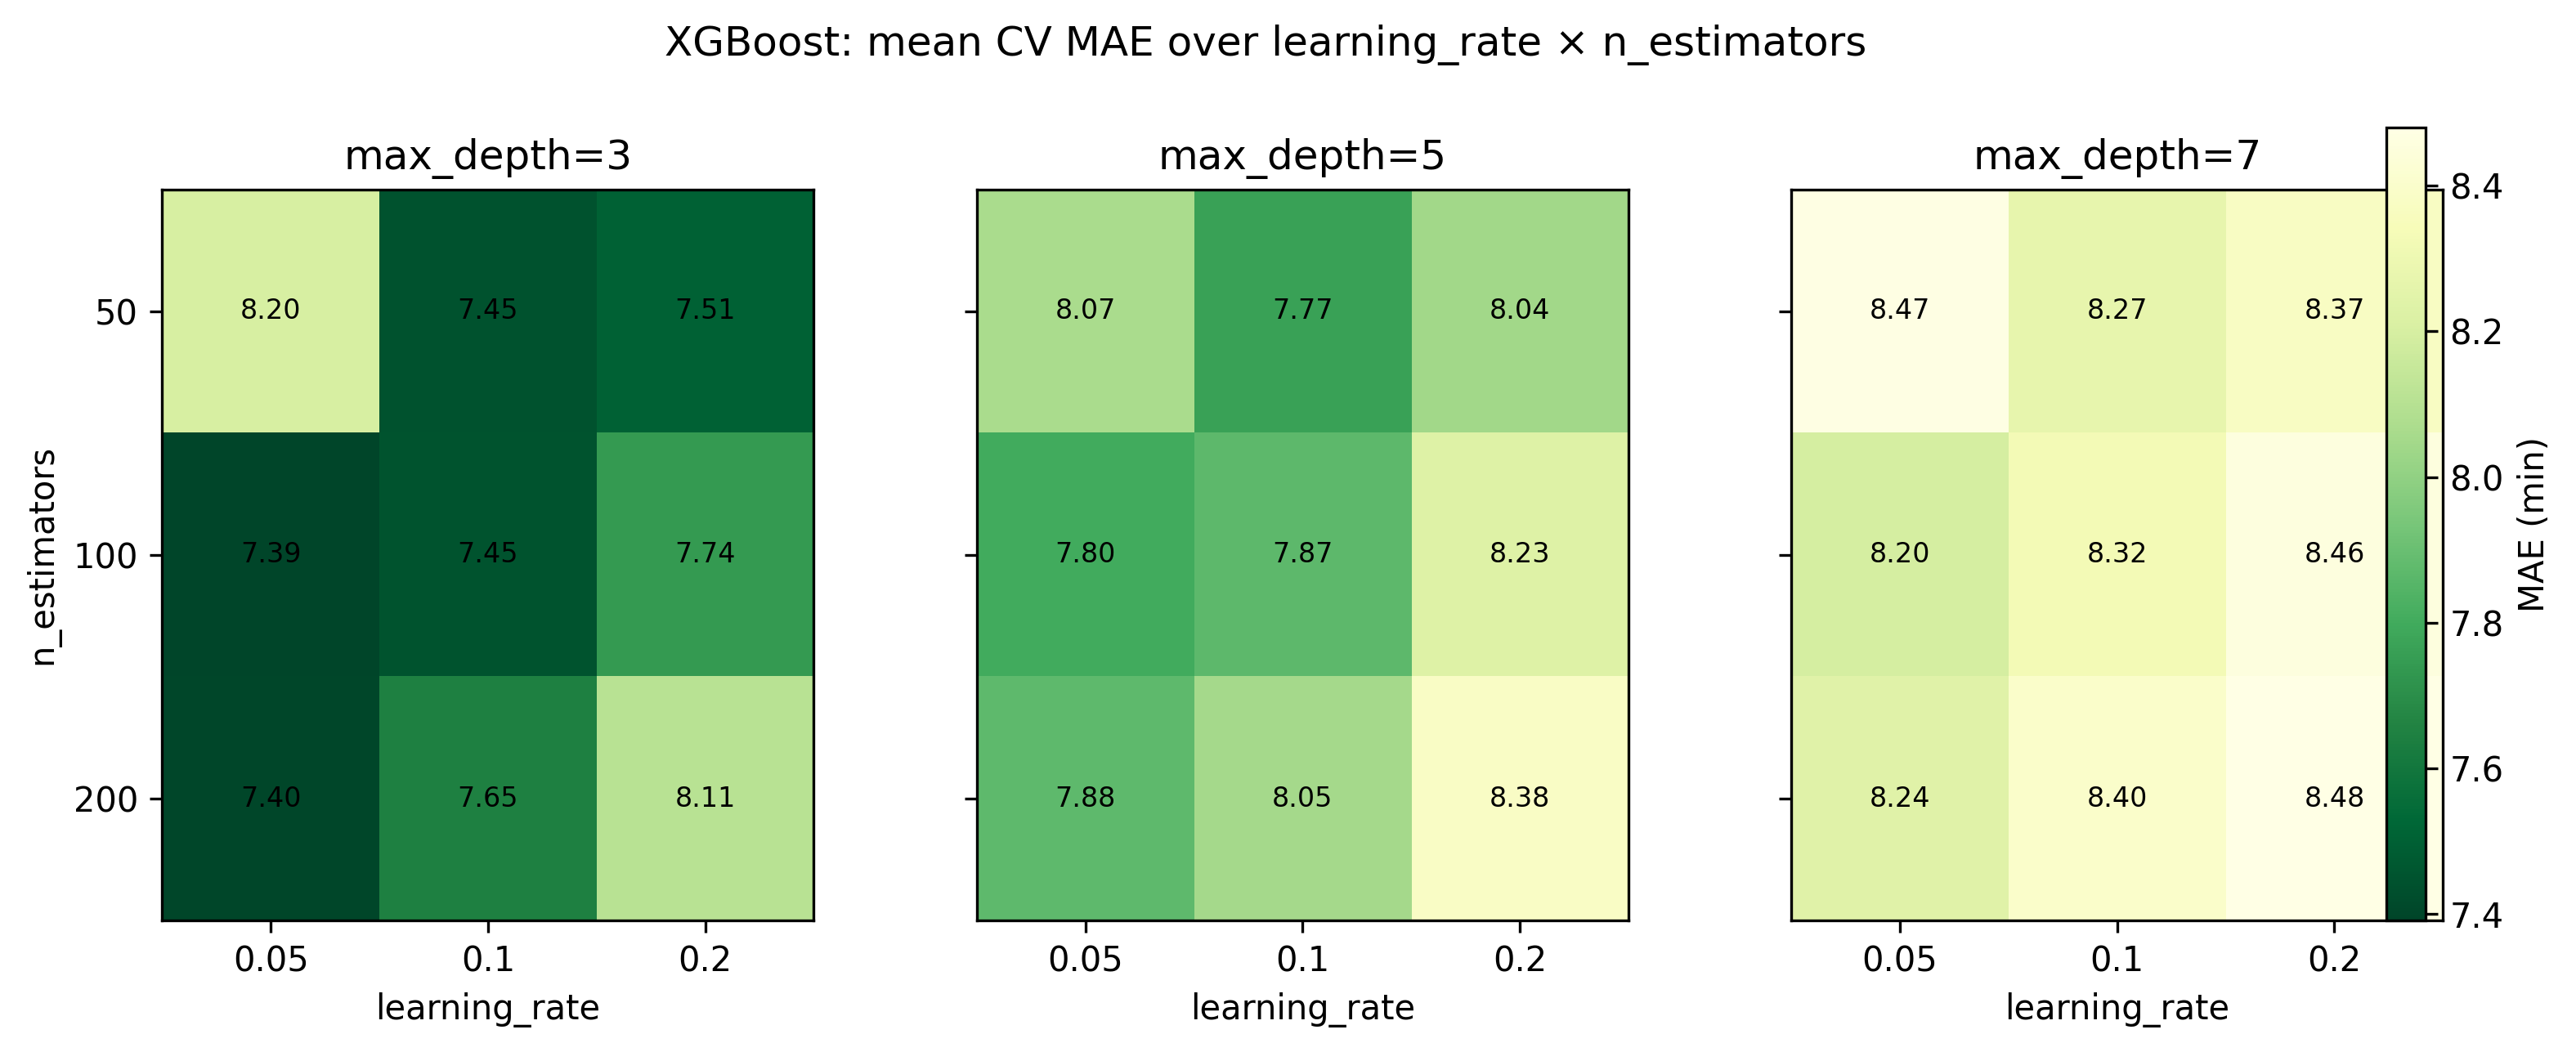 XGBoost: mean CV MAE over learning_rate × n_estimators
max_depth=3
max_depth=5
max_depth=7
n_estimators
50
100
200
8.20 7.45 7.51
7.39 7.45 7.74
7.40 7.65 8.11
0.05 0.1 0.2
learning_rate
8.07 7.77 8.04
7.80 7.87 8.23
7.88 8.05 8.38
0.05 0.1 0.2
learning_rate
8.47 8.27 8.37
8.20 8.32 8.46
8.24 8.40 8.48
0.05 0.1 0.2
learning_rate
8.4
8.2
8.0
7.8
7.6
7.4
MAE (min)